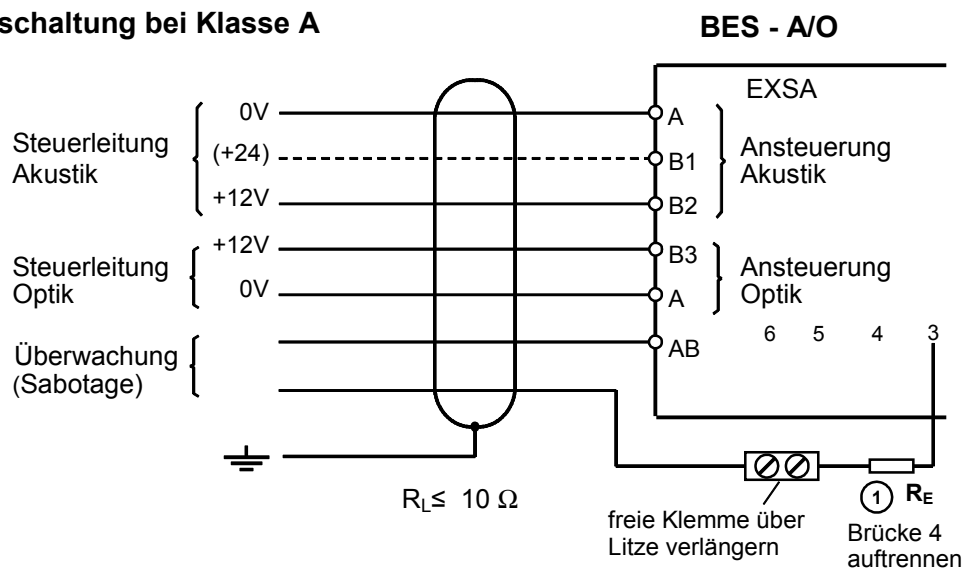 schaltung bei Klasse A
BES - A/O
EXSA
Steuerleitung
Akustik
0V
(+24)
+12V
A
B1
B2
Ansteuerung
Akustik
Steuerleitung
Optik
+12V
0V
B3
A
Ansteuerung
Optik
Überwachung
(Sabotage)
AB
6 5 4 3
RL≤ 10 Ω
freie Klemme über
Litze verlängern
1 RE
Brücke 4
auftrennen